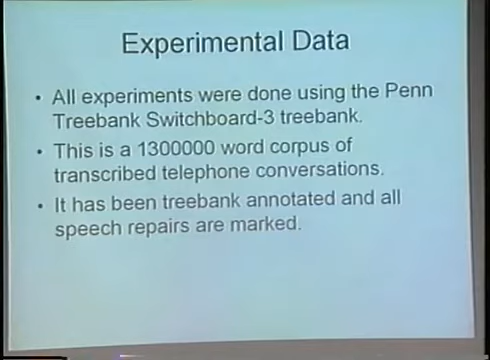 Experimental Data
• All experiments were done using the Penn
Treebank Switchboard-3 treebank.
• This is a 1300000 word corpus of
transcribed telephone conversations.
• It has been treebank annotated and all
speech repairs are marked.